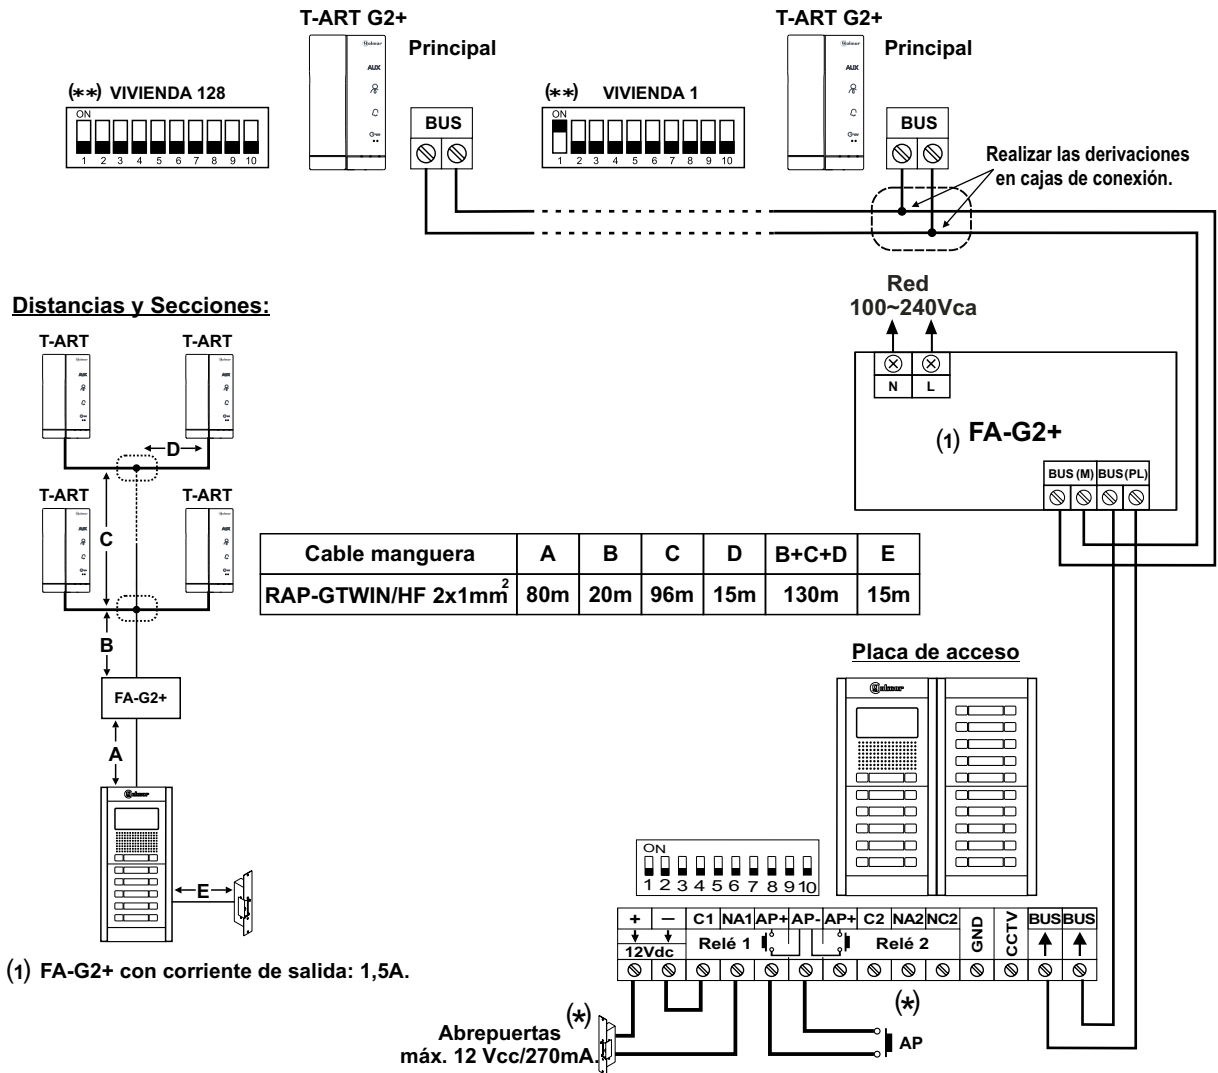 T-ART G2+
T-ART G2+
Principal
Principal
(**) VIVIENDA 128
(**) VIVIENDA 1
Golmar
AUX
Golmar
AUX
ON
1 2 3 4 5 6 7 8 9 10
ON
1 2 3 4 5 6 7 8 9 10
BUS
BUS
Realizar las derivaciones
en cajas de conexión.
Red
100~240Vca
N L
(1) FA-G2+
BUS (M) BUS (PL)
Distancias y Secciones:
T-ART T-ART
D
T-ART T-ART
C
B
FA-G2+
A
Golmar
E
Cable manguera A B C D B+C+D E
RAP-GTWIN/HF 2x1mm² 80m 20m 96m 15m 130m 15m
Placa de acceso
Golmar
ON
1 2 3 4 5 6 7 8 9 10
+ − C1 NA1 AP+ AP- AP+ C2 NA2 NC2 GND CCTV BUS BUS
12Vdc Relé 1 Relé 2
(1) FA-G2+ con corriente de salida: 1,5A.
(*)
(*)
Abrepuertas
máx. 12 Vcc/270mA.
AP